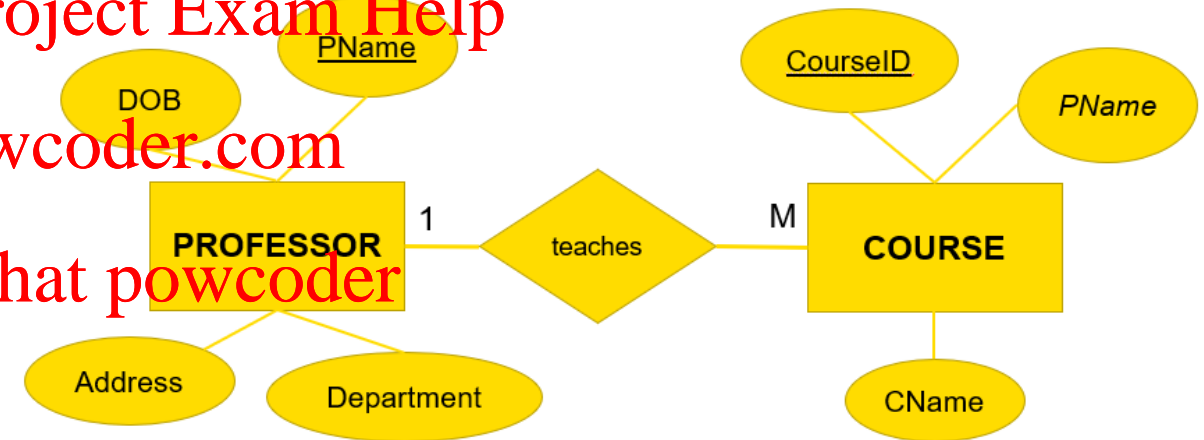 roject Exam Help
PName
CourseID
DOB
PName
wcoder.com
1
M
PROFESSOR
teaches
COURSE
hat powcoder
Address
Department
CName